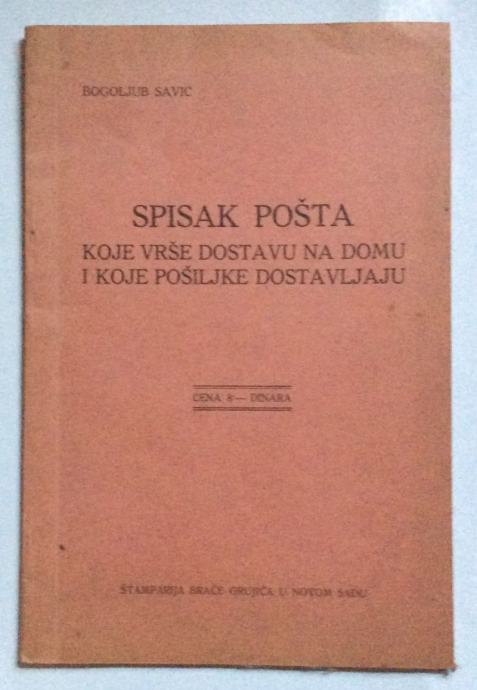 BOGOLJUB SAVIĆ
SPISAK POŠTA
KOJE VRŠE DOSTAVU NA DOMU
I KOJE POŠILJKE DOSTAVLJAJU
CENA 8·— DINARA
ŠTAMPARIJA BRAĆE GRUJIĆA U NOVOM SADU